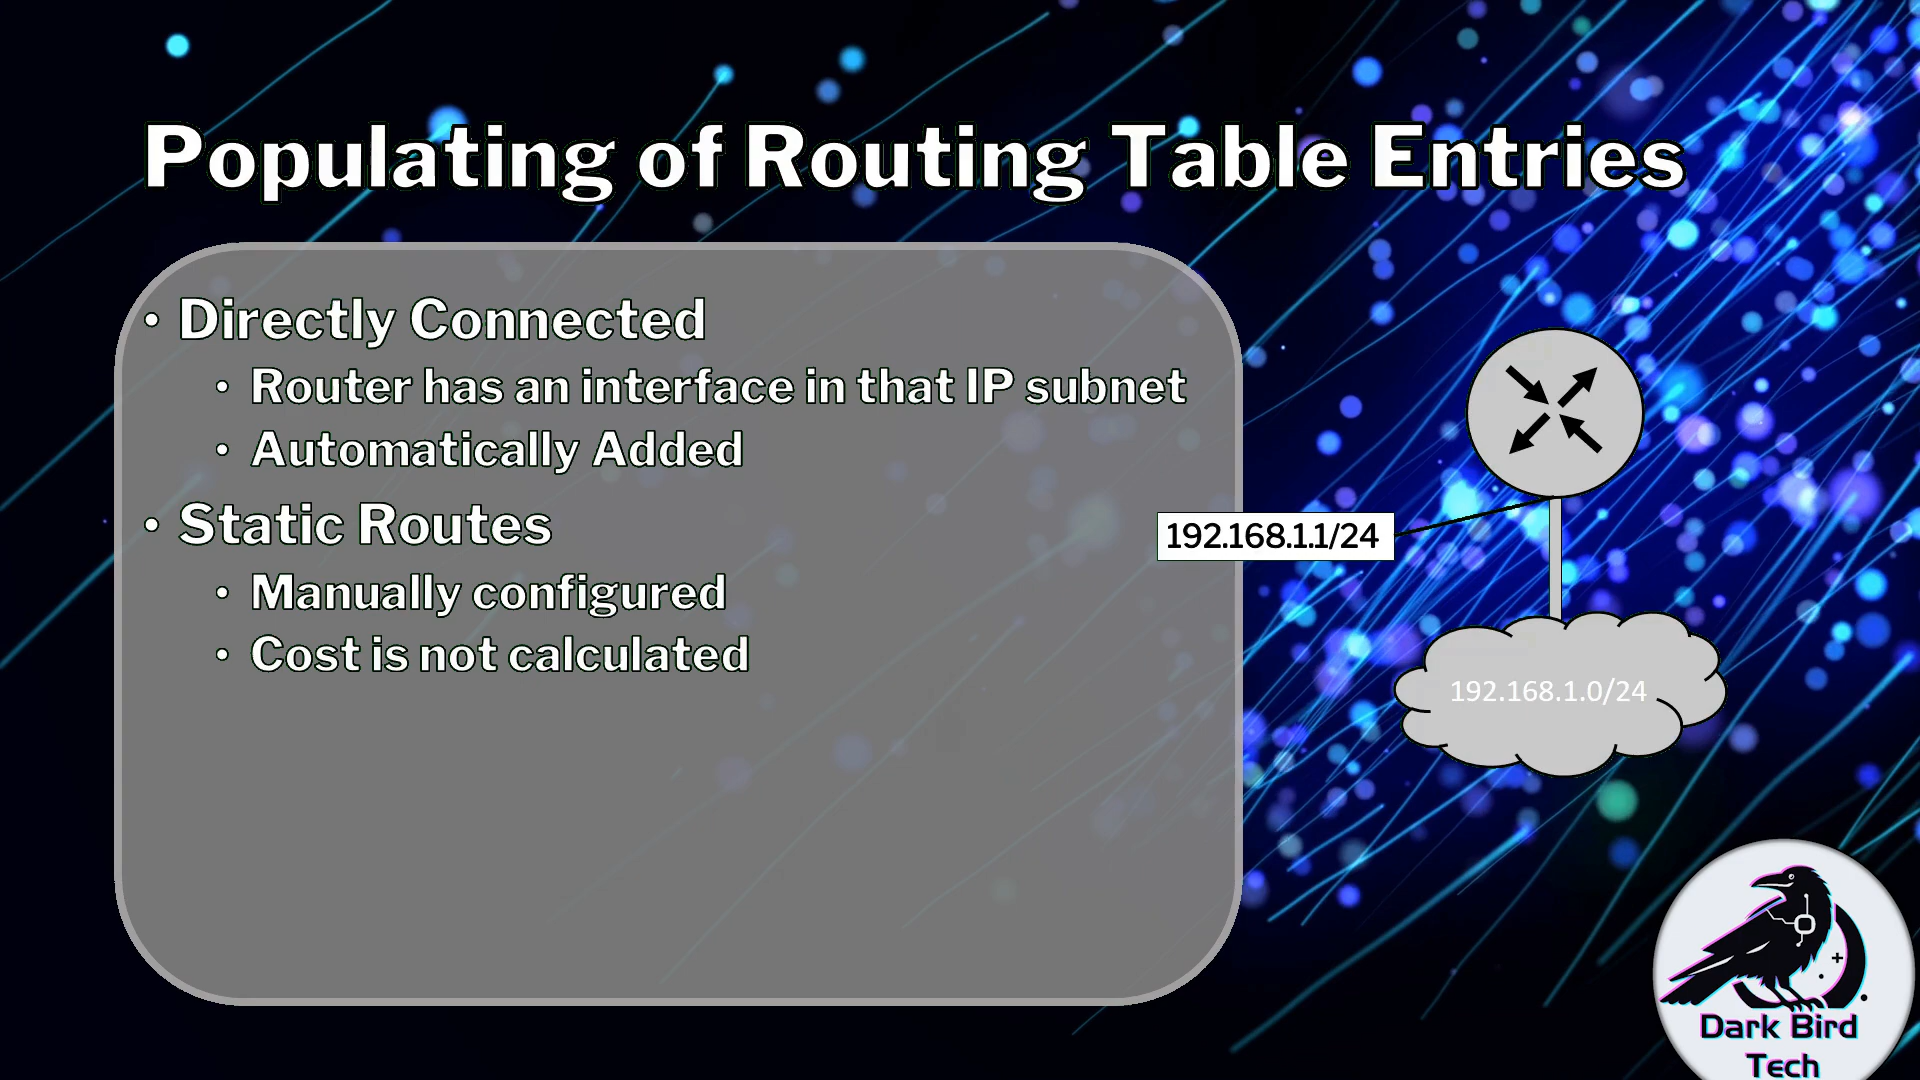 Populating of Routing Table Entries
• Directly Connected
• Router has an interface in that IP subnet
• Automatically Added
• Static Routes
• Manually configured
• Cost is not calculated
192.168.1.1/24
192.168.1.0/24
Dark Bird
Tech